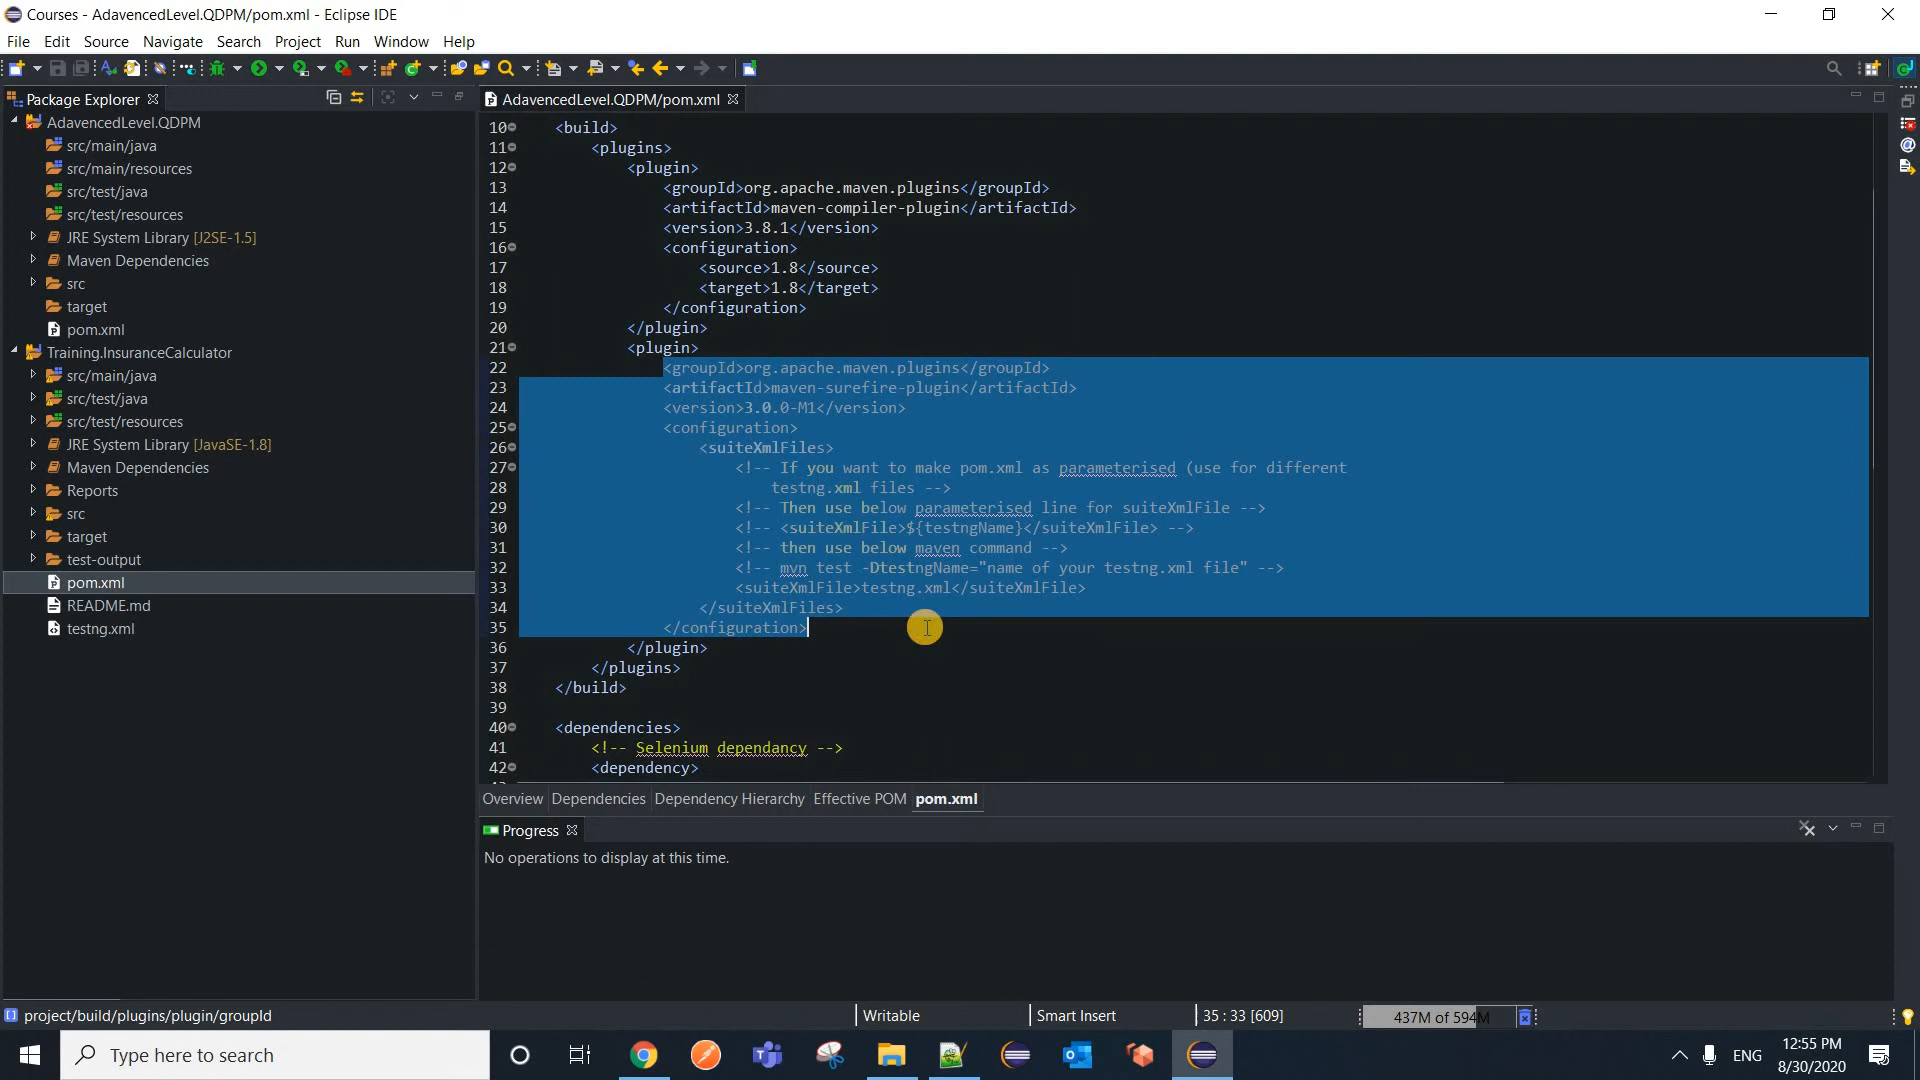 Courses - AdavencedLevel.QDPM/pom.xml - Eclipse IDE
File Edit Source Navigate Search Project Run Window Help
Package Explorer
AdavencedLevel.QDPM
src/main/java
src/main/resources
src/test/java
src/test/resources
JRE System Library [J2SE-1.5]
Maven Dependencies
src
target
pom.xml
Training.InsuranceCalculator
src/main/java
src/test/java
src/test/resources
JRE System Library [JavaSE-1.8]
Maven Dependencies
Reports
src
target
test-output
pom.xml
README.md
testng.xml
AdavencedLevel.QDPM/pom.xml
10 <build>
11 <plugins>
12 <plugin>
13 <groupId>org.apache.maven.plugins</groupId>
14 <artifactId>maven-compiler-plugin</artifactId>
15 <version>3.8.1</version>
16 <configuration>
17 <source>1.8</source>
18 <target>1.8</target>
19 </configuration>
20 </plugin>
21 <plugin>
22 <groupId>org.apache.maven.plugins</groupId>
23 <artifactId>maven-surefire-plugin</artifactId>
24 <version>3.0.0-M1</version>
25 <configuration>
26 <suiteXmlFiles>
27 <!-- If you want to make pom.xml as parameterised (use for different
28 testng.xml files -->
29 <!-- Then use below parameterised line for suiteXmlFile -->
30 <!-- <suiteXmlFile>${testngName}</suiteXmlFile> -->
31 <!-- then use below maven command -->
32 <!-- mvn test -DtestngName="name of your testng.xml file" -->
33 <suiteXmlFile>testng.xml</suiteXmlFile>
34 </suiteXmlFiles>
35 </configuration>
36 </plugin>
37 </plugins>
38 </build>
39
40 <dependencies>
41 <!-- Selenium dependancy -->
42 <dependency>
Overview Dependencies Dependency Hierarchy Effective POM pom.xml
Progress
No operations to display at this time.
project/build/plugins/plugin/groupId
Writable
Smart Insert
35 : 33 [609]
437M of 594M
Type here to search
ENG
12:55 PM
8/30/2020